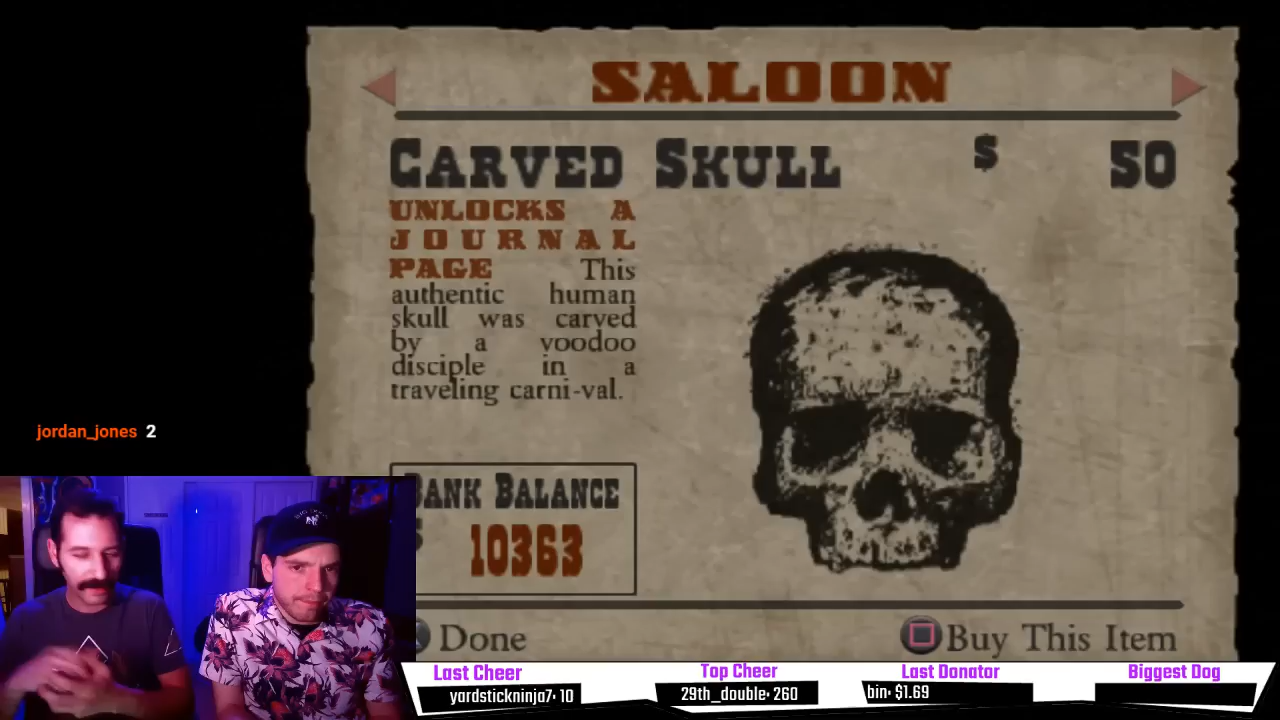 SALOON
CARVED SKULL $ 50
UNLOCKS A
JOURNAL
PAGE This
authentic human
skull was carved
by a voodoo
disciple in a
traveling carni-val.
jordan_jones 2
BANK BALANCE
$ 10363
Done
Buy This Item
Last Cheer
yardstickninja7: 10
Top Cheer
29th_double: 260
Last Donator
bin: $1.69
Biggest Dog